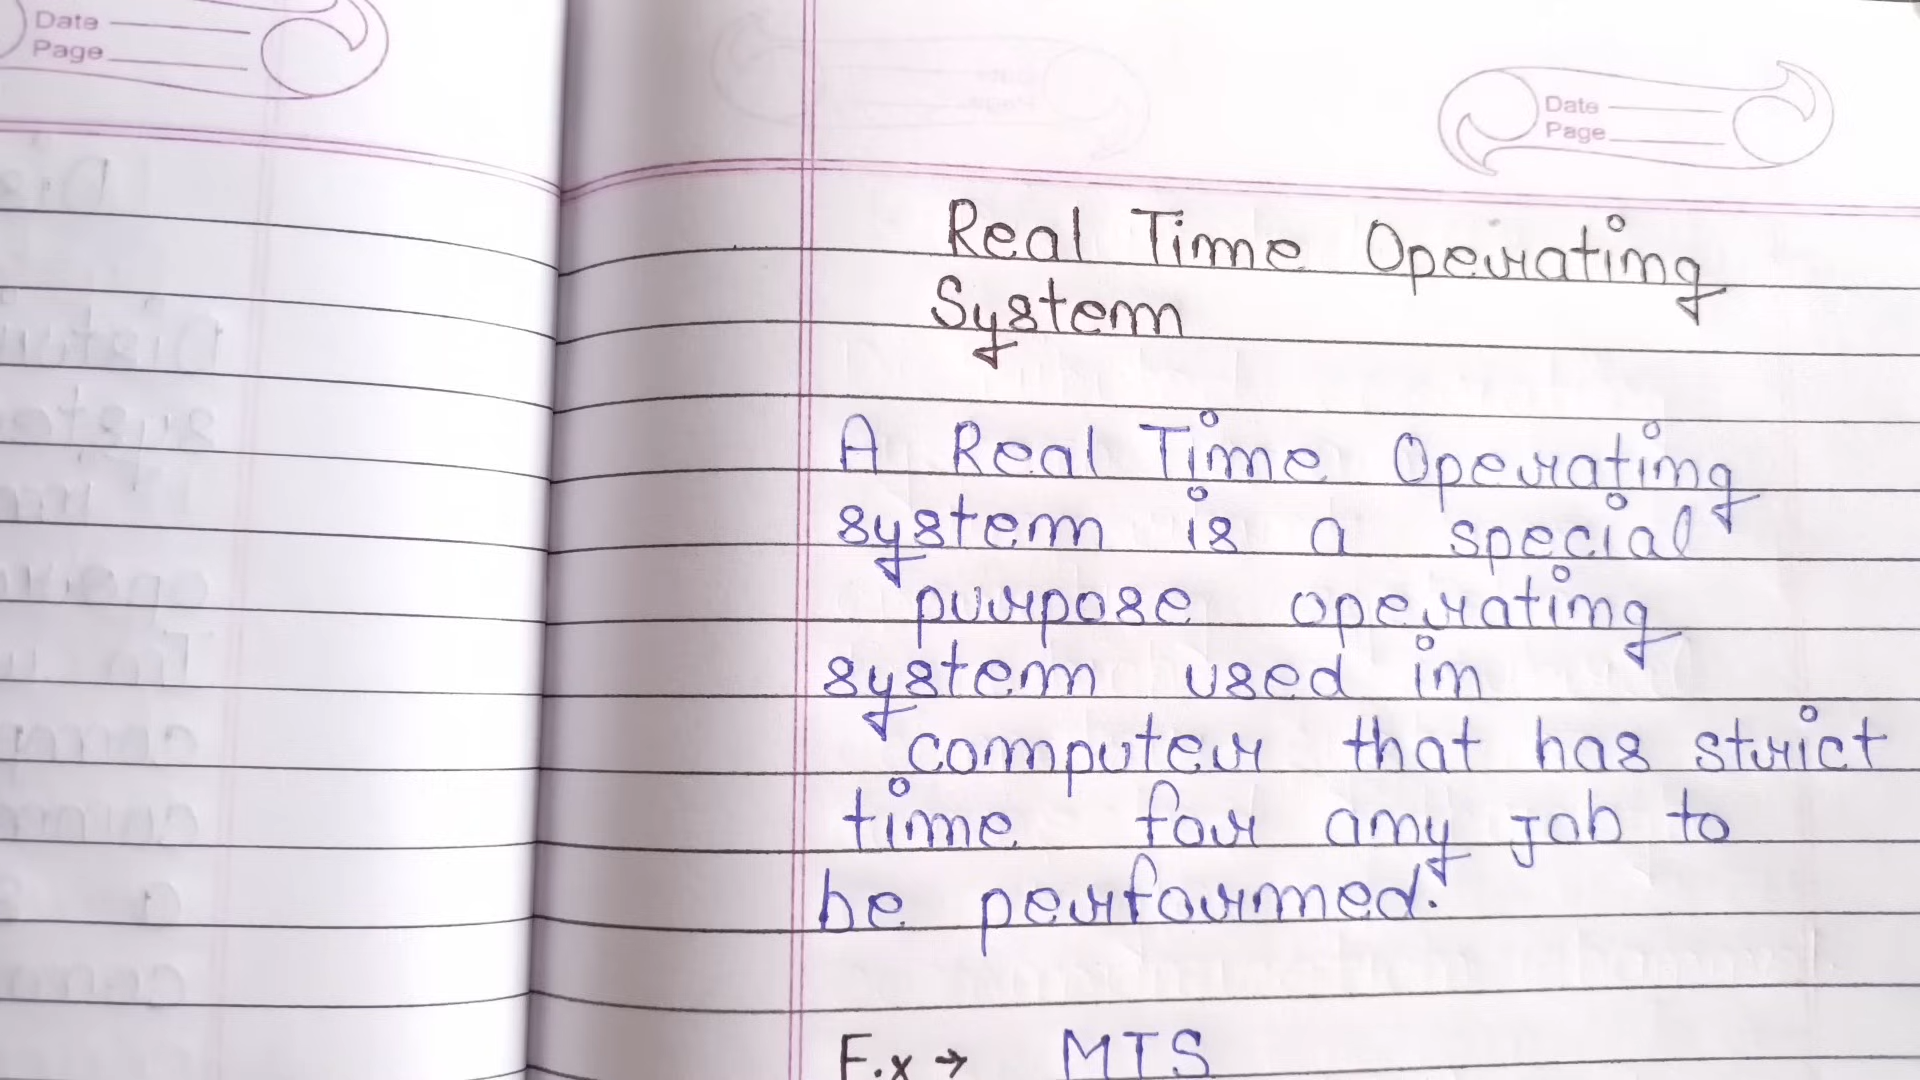 Date
Page
Date
Page
Real Time Operating
System
A Real Time Operating
system is a special
purpose operating
system used in
computer that has strict
time for any job to
be performed.
E.x → MTS